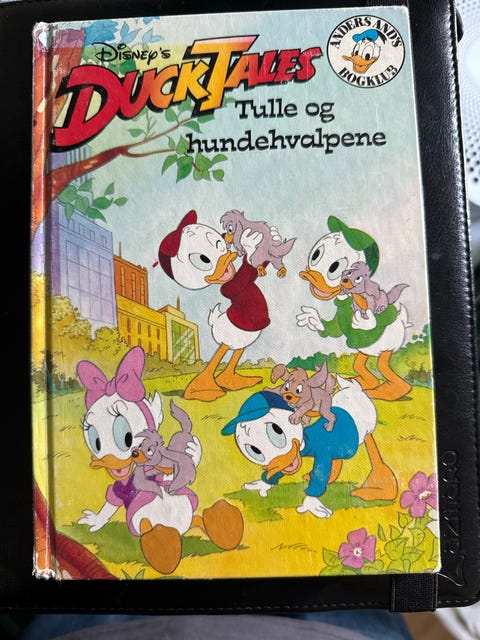 Disney's
DuckTales
ANDERS AND'S
BOGKLUB
Tulle og
hundehvalpene